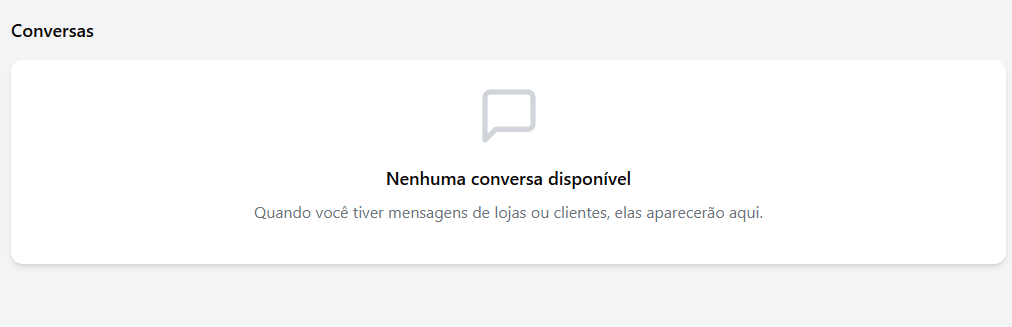 Conversas
Nenhuma conversa disponível
Quando você tiver mensagens de lojas ou clientes, elas aparecerão aqui.